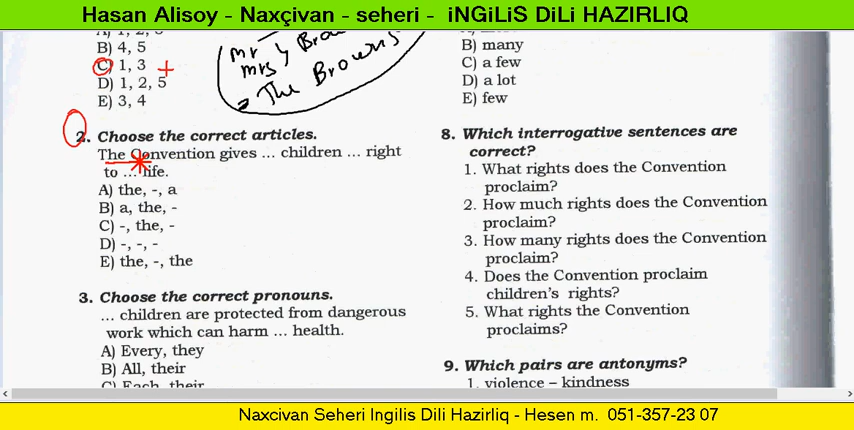 Hasan Alisoy - Naxçivan - seheri - iNGiLiS DiLi HAZIRLIQ
B) 4, 5
C) 1, 3 +
D) 1, 2, 5
E) 3, 4
mr
mrs y Brow
= The Browns
2. Choose the correct articles.
The Convention gives ... children ... right
to ... life.
A) the, -, a
B) a, the, -
C) -, the, -
D) -, -, -
E) the, -, the
3. Choose the correct pronouns.
... children are protected from dangerous
work which can harm ... health.
A) Every, they
B) All, their
C) Each, their
B) many
C) a few
D) a lot
E) few
8. Which interrogative sentences are
correct?
1. What rights does the Convention
proclaim?
2. How much rights does the Convention
proclaim?
3. How many rights does the Convention
proclaim?
4. Does the Convention proclaim
children's rights?
5. What rights the Convention
proclaims?
9. Which pairs are antonyms?
1. violence – kindness
Naxcivan Seheri Ingilis Dili Hazirliq - Hesen m. 051-357-23 07